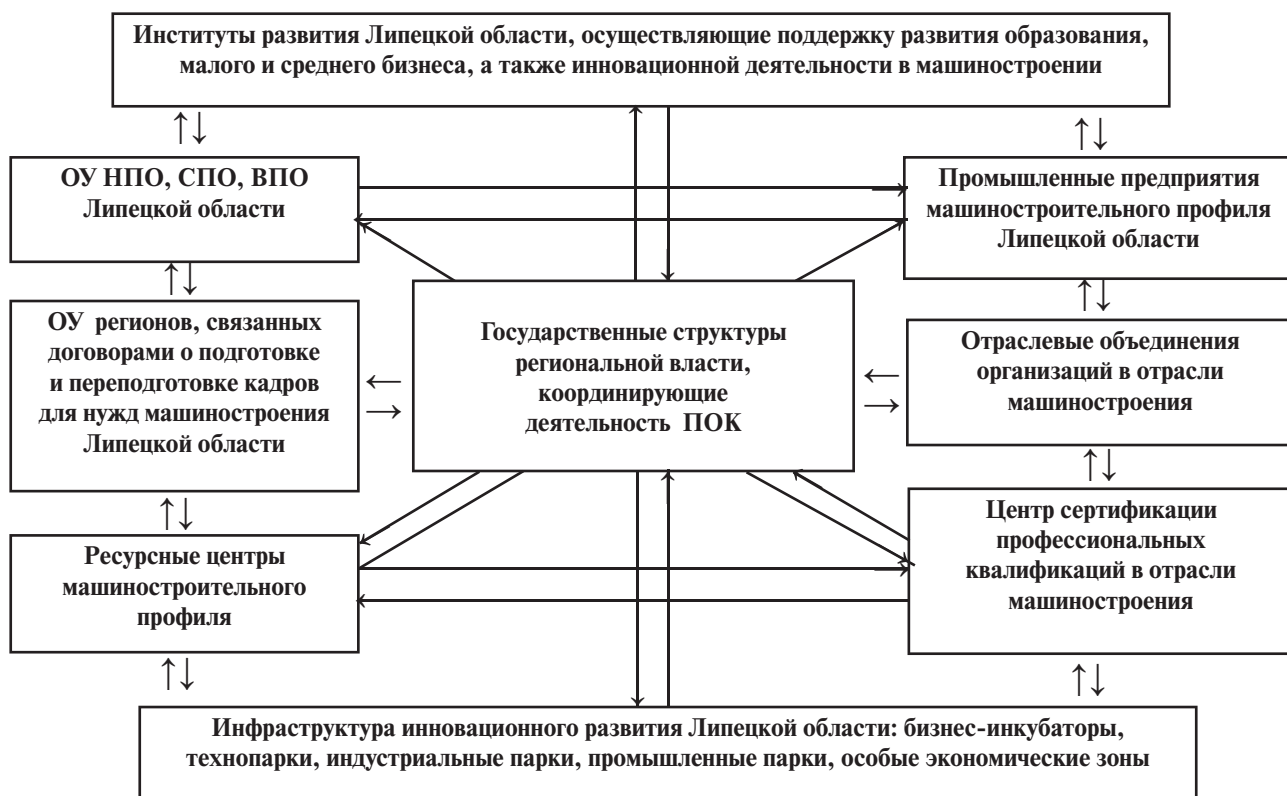 Институты развития Липецкой области, осуществляющие поддержку развития образования,
малого и среднего бизнеса, а также инновационной деятельности в машиностроении
ОУ НПО, СПО, ВПО
Липецкой области
Промышленные предприятия
машиностроительного профиля
Липецкой области
ОУ регионов, связанных
договорами о подготовке
и переподготовке кадров
для нужд машиностроения
Липецкой области
Государственные структуры
региональной власти,
координирующие
деятельность ПОК
Отраслевые объединения
организаций в отрасли
машиностроения
Ресурсные центры
машиностроительного
профиля
Центр сертификации
профессиональных
квалификаций в отрасли
машиностроения
Инфраструктура инновационного развития Липецкой области: бизнес-инкубаторы,
технопарки, индустриальные парки, промышленные парки, особые экономические зоны